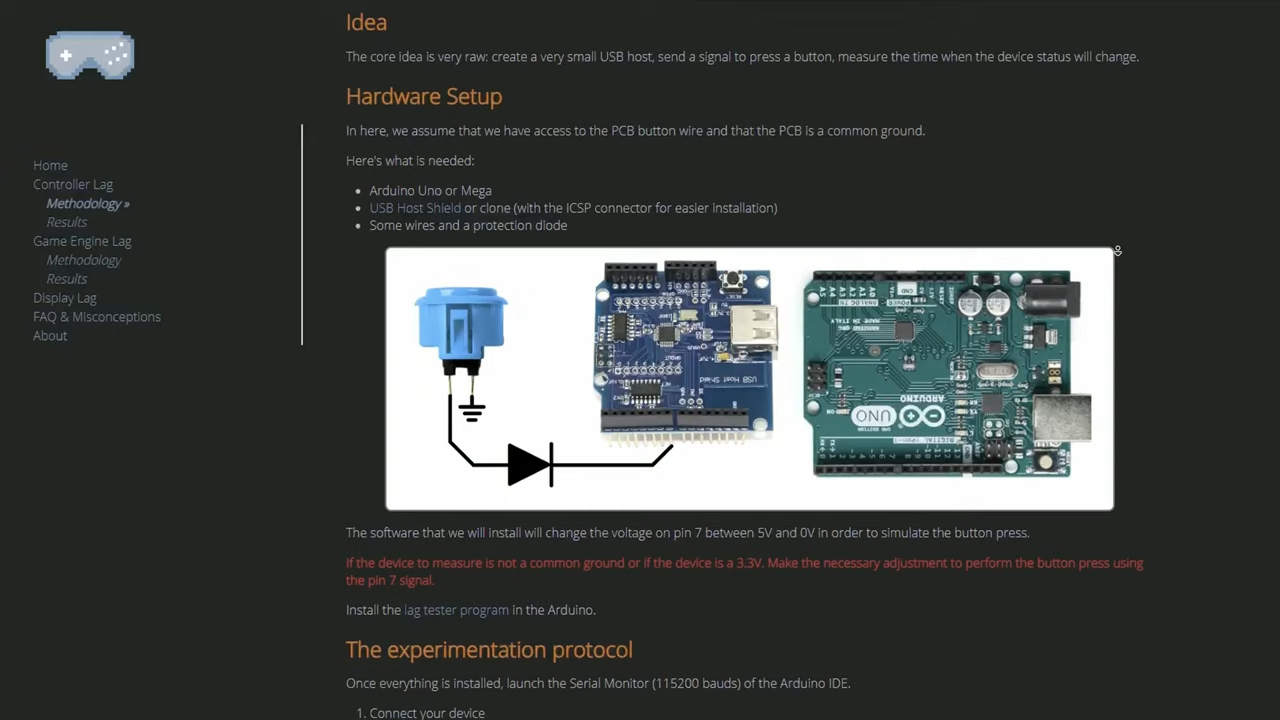 Idea
The core idea is very raw: create a very small USB host, send a signal to press a button, measure the time when the device status will change.
Hardware Setup
In here, we assume that we have access to the PCB button wire and that the PCB is a common ground.
Here's what is needed:
Arduino Uno or Mega
USB Host Shield or clone (with the ICSP connector for easier installation)
Some wires and a protection diode
Home
Controller Lag
Methodology »
Results
Game Engine Lag
Methodology
Results
Display Lag
FAQ & MIsconceptions
About
USB Host Shield
ARDUINO
UNO
The software that we will install will change the voltage on pin 7 between 5V and 0V in order to simulate the button press.
If the device to measure is not a common ground or if the device is a 3.3V. Make the necessary adjustment to perform the button press using
the pin 7 signal.
Install the lag tester program in the Arduino.
The experimentation protocol
Once everything is installed, launch the Serial Monitor (115200 bauds) of the Arduino IDE.
1. Connect your device